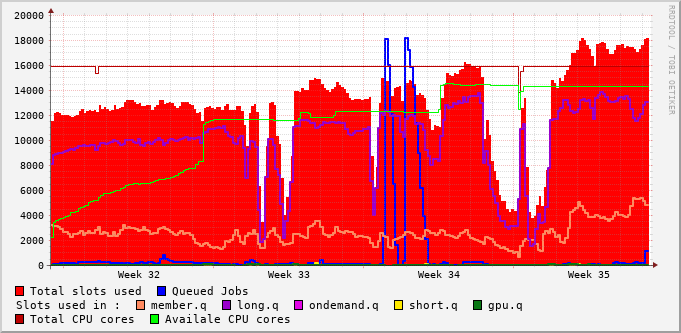 RRDTOOL / TOBI OETIKER
20000
18000
16000
14000
12000
10000
8000
6000
4000
2000
0
Week 32 Week 33 Week 34 Week 35
Total slots used Queued Jobs
Slots used in : member.q long.q ondemand.q short.q gpu.q
Total CPU cores Availale CPU cores